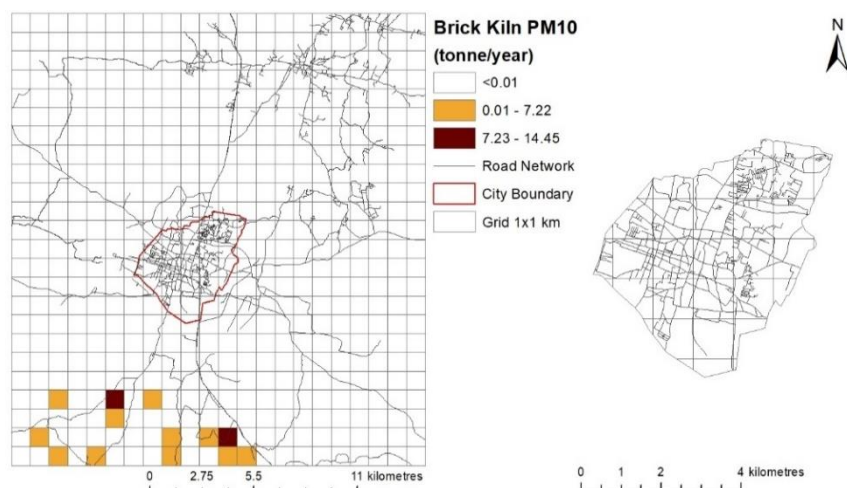 Brick Kiln PM10
(tonne/year)
<0.01
0.01 - 7.22
7.23 - 14.45
Road Network
City Boundary
Grid 1x1 km
N
0 2.75 5.5 11 kilometres
0 1 2 4 kilometres